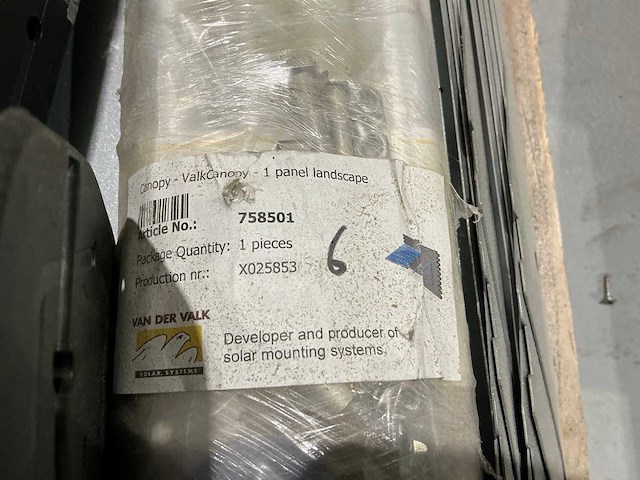 Canopy - ValkCanopy - 1 panel landscape
Article No.: 758501
Package Quantity: 1 pieces
Production nr.: X025853
6
VAN DER VALK
SOLAR SYSTEMS
Developer and producer of
solar mounting systems